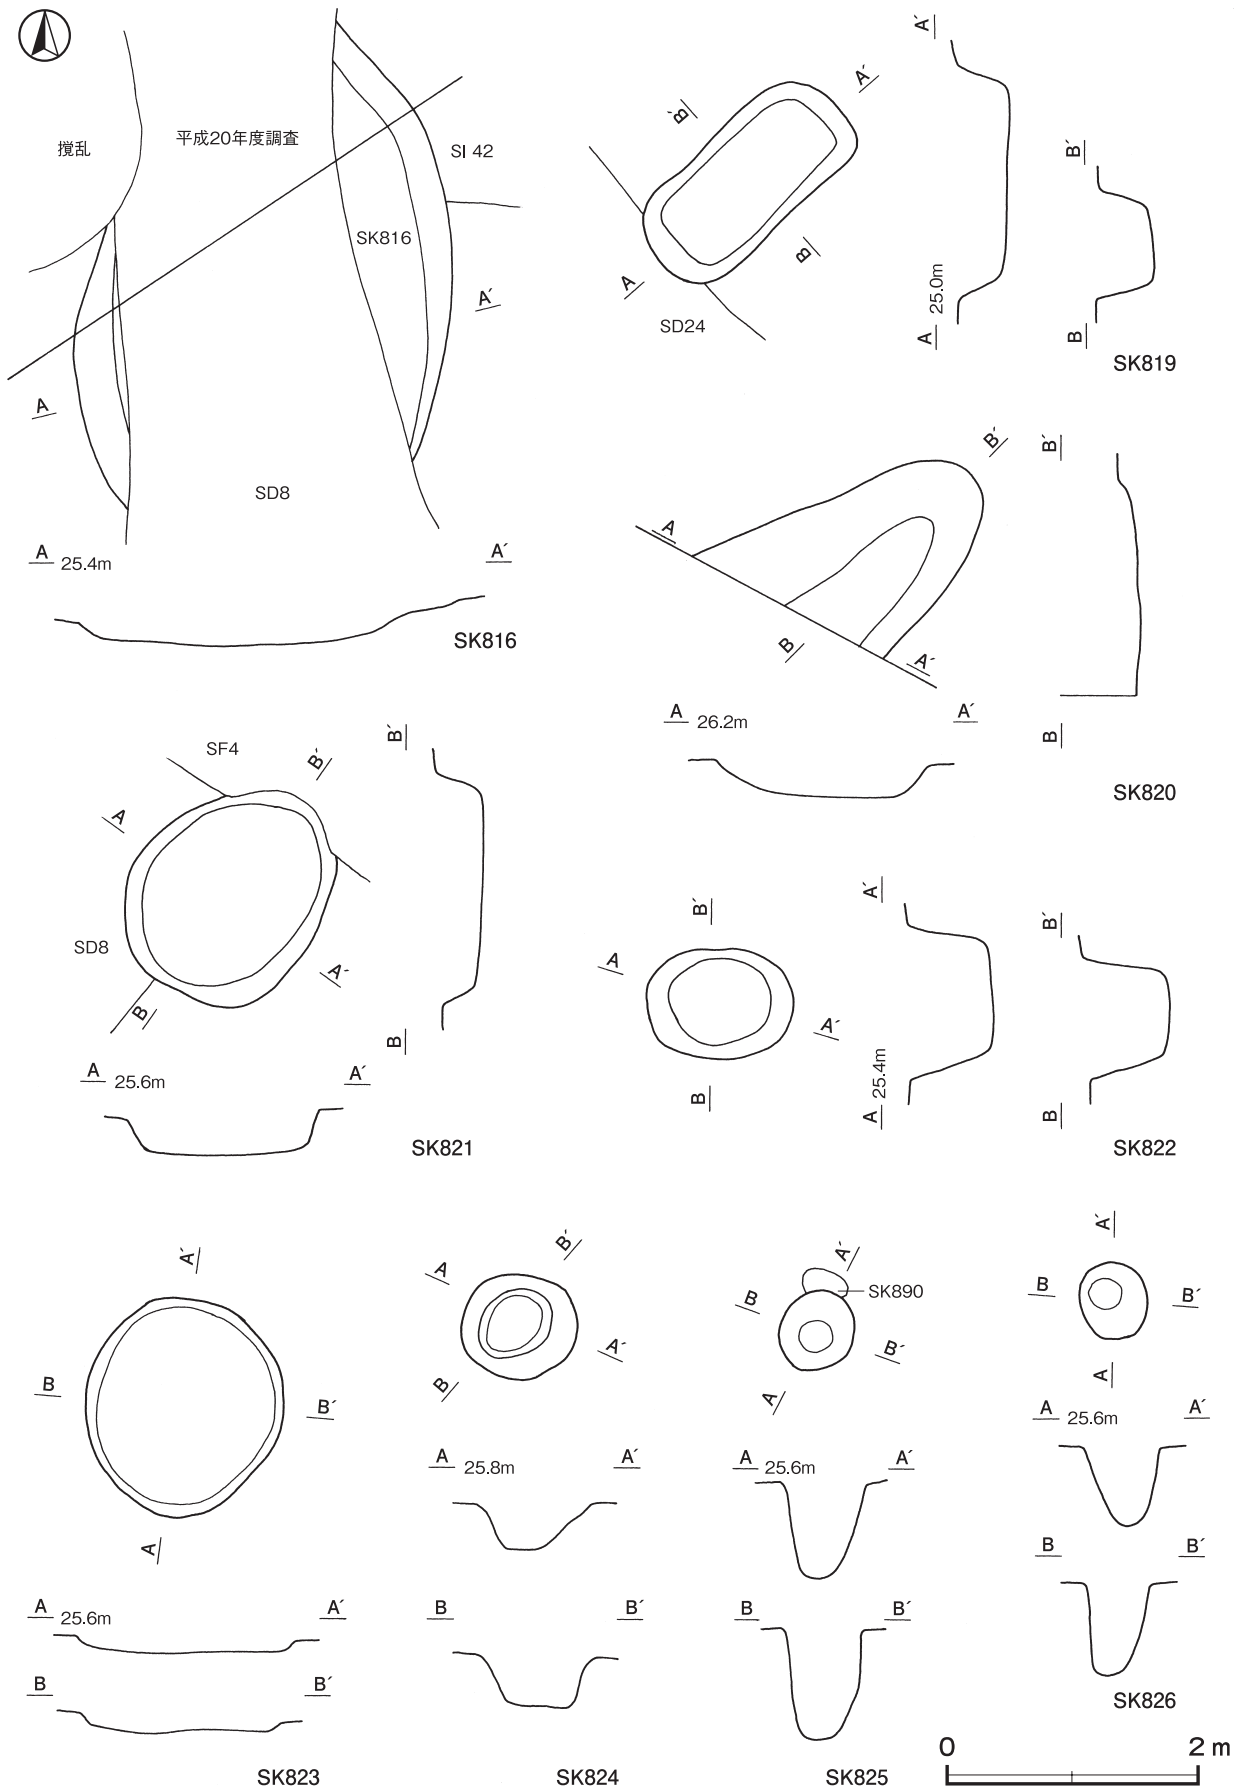 撹乱
平成20年度調査
SI 42
SK816
A
A´
SD8
A 25.4m A´
SK816
A´
B´
B
A
SD24
A 25.0m A´
B B´
SK819
A
B´
B
A´
B B´
A 26.2m A´
SK820
SF4
B´
A
SD8
A´
B
B B´
A 25.6m A´
SK821
B´
A
A´
B
A 25.4m A´
B B´
SK822
A´
B
B´
A
A 25.6m A´
B B´
SK823
B´
A
A´
B
A 25.8m A´
B B´
SK824
A´
SK890
B
B´
A
A 25.6m A´
B B´
SK825
A´
B B´
A
A 25.6m A´
B B´
SK826
0 2 m